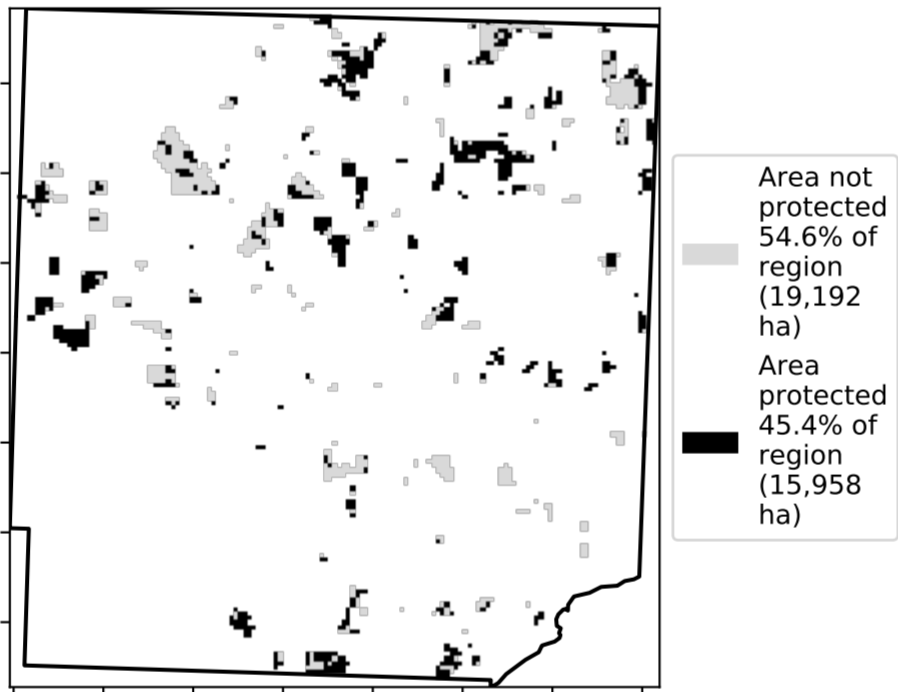 Area not
protected
54.6% of
region
(19,192
ha)
Area
protected
45.4% of
region
(15,958
ha)